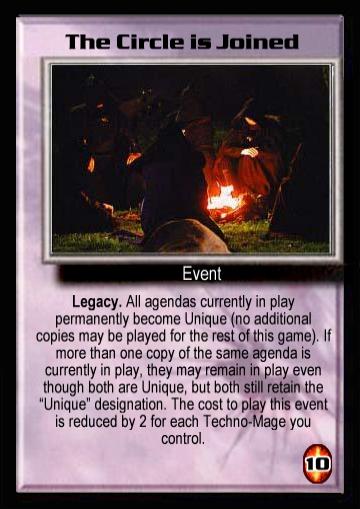 The Circle is Joined
Event
Legacy. All agendas currently in play
permanently become Unique (no additional
copies may be played for the rest of this game). If
more than one copy of the same agenda is
currently in play, they may remain in play even
though both are Unique, but both still retain the
“Unique” designation. The cost to play this event
is reduced by 2 for each Techno-Mage you
control.
10